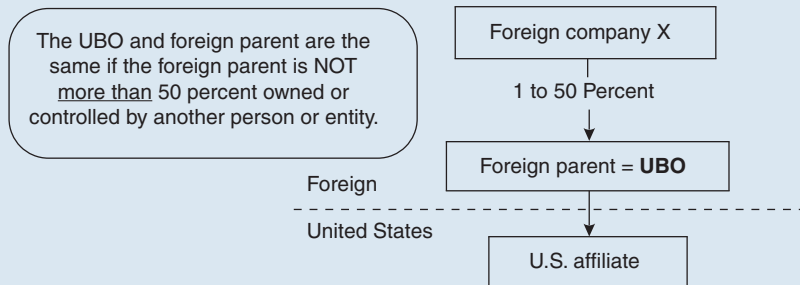 The UBO and foreign parent are the
same if the foreign parent is NOT
more than 50 percent owned or
controlled by another person or entity.
Foreign company X
1 to 50 Percent
Foreign parent = UBO
Foreign
United States
U.S. affiliate